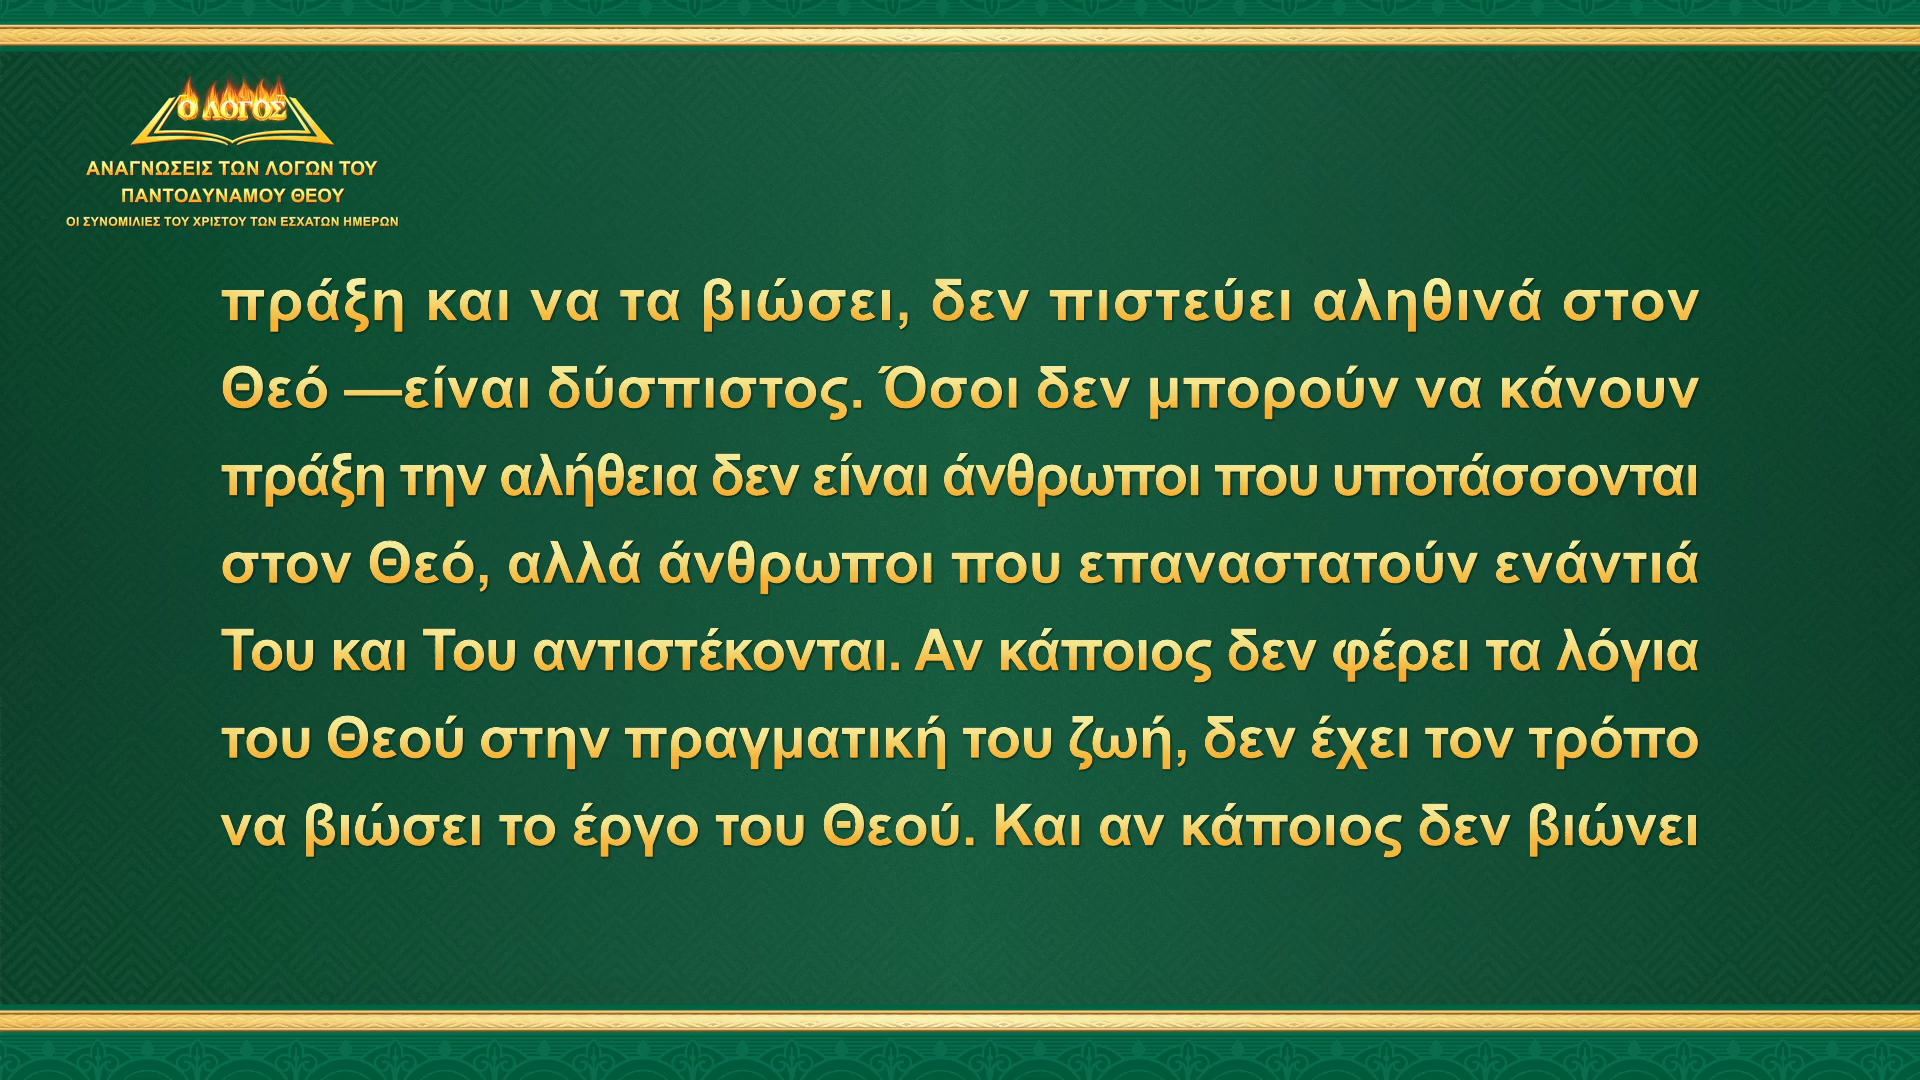 Ο ΛΟΓΟΣ
ΑΝΑΓΝΩΣΕΙΣ ΤΩΝ ΛΟΓΩΝ ΤΟΥ
ΠΑΝΤΟΔΥΝΑΜΟΥ ΘΕΟΥ
ΟΙ ΣΥΝΟΜΙΛΙΕΣ ΤΟΥ ΧΡΙΣΤΟΥ ΤΩΝ ΕΣΧΑΤΩΝ ΗΜΕΡΩΝ
πράξη και να τα βιώσει, δεν πιστεύει αληθινά στον
Θεό —είναι δύσπιστος. Όσοι δεν μπορούν να κάνουν
πράξη την αλήθεια δεν είναι άνθρωποι που υποτάσσονται
στον Θεό, αλλά άνθρωποι που επαναστατούν ενάντιά
Του και Του αντιστέκονται. Αν κάποιος δεν φέρει τα λόγια
του Θεού στην πραγματική του ζωή, δεν έχει τον τρόπο
να βιώσει το έργο του Θεού. Και αν κάποιος δεν βιώνει